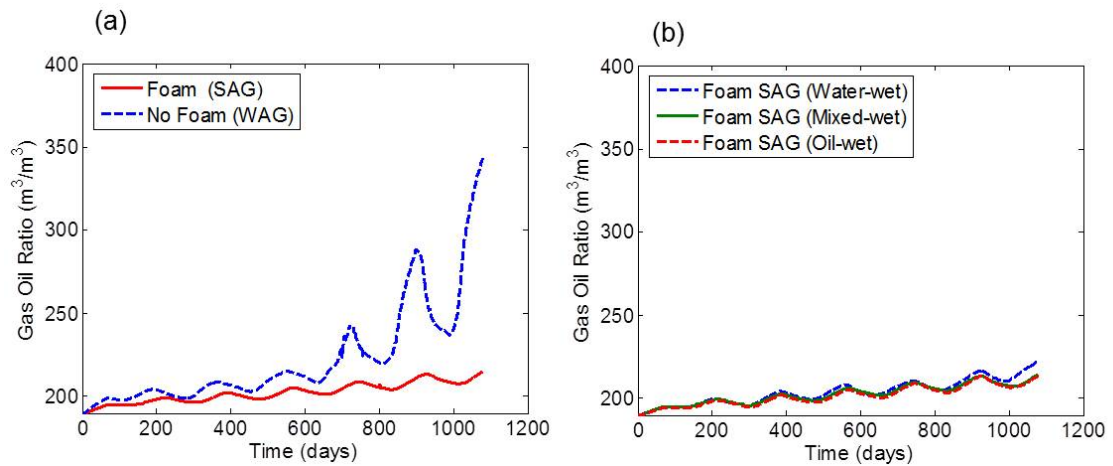 (a)
400
350
300
250
200
0
200
400
600
800
1000
1200
Gas Oil Ratio (m³/m³)
Time (days)
Foam (SAG)
No Foam (WAG)
(b)
400
350
300
250
200
0
200
400
600
800
1000
1200
Gas Oil Ratio (m³/m³)
Time (days)
Foam SAG (Water-wet)
Foam SAG (Mixed-wet)
Foam SAG (Oil-wet)